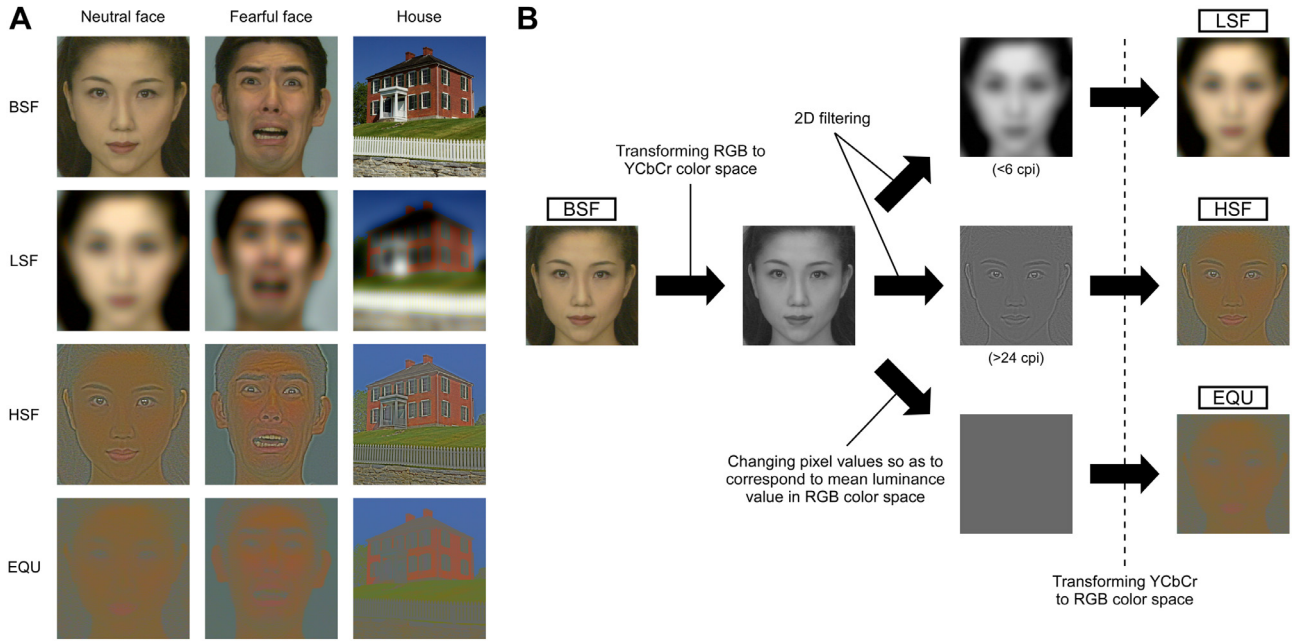 A
Neutral face
Fearful face
House
BSF
LSF
HSF
EQU
B
BSF
Transforming RGB to
YCbCr color space
2D filtering
(<6 cpi)
(>24 cpi)
Changing pixel values so as to
correspond to mean luminance
value in RGB color space
LSF
HSF
EQU
Transforming YCbCr
to RGB color space